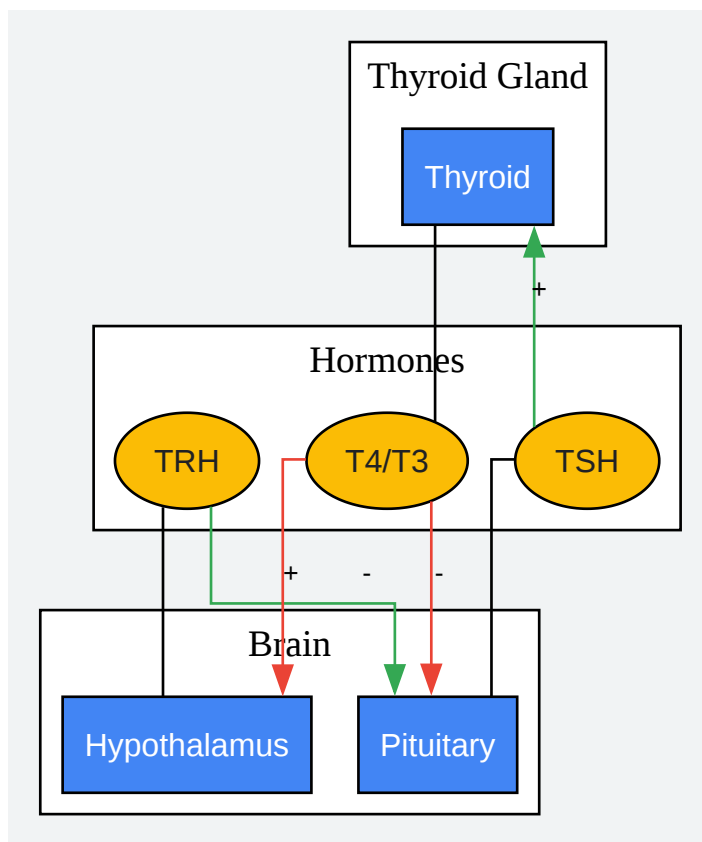 Thyroid Gland
Thyroid
+
Hormones
TRH
T4/T3
TSH
+
-
-
Brain
Hypothalamus
Pituitary